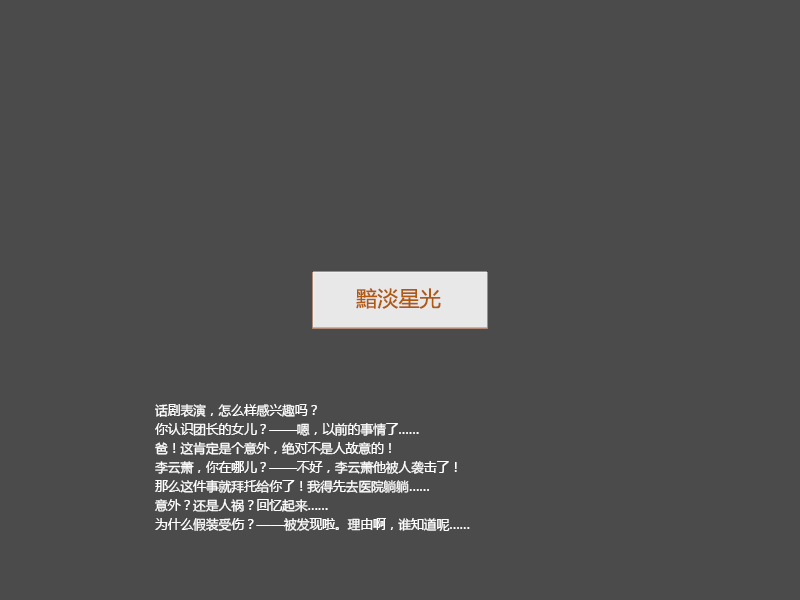 黯淡星光
话剧表演，怎么样感兴趣吗？
你认识团长的女儿？——嗯，以前的事情了……
爸！这肯定是个意外，绝对不是人故意的！
李云萧，你在哪儿？——不好，李云萧他被人袭击了！
那么这件事就拜托给你了！我得先去医院躺躺……
意外？还是人祸？回忆起来……
为什么假装受伤？——被发现啦。理由啊，谁知道呢……